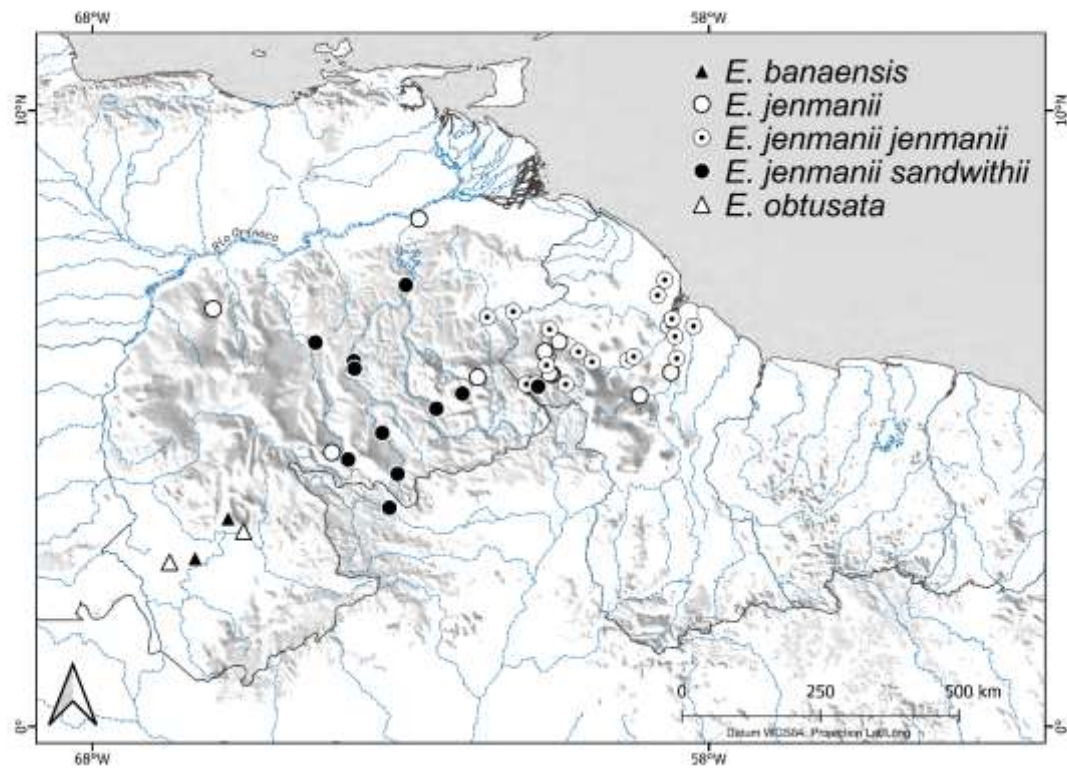 68°W
58°W
10°N
10°N
E. banaensis
E. jenmanii
E. jenmanii jenmanii
E. jenmanii sandwithii
E. obtusata
Río Orinoco
0
250
500 km
Datum WGS84; Projection Lat/Long
0°
0°
68°W
58°W